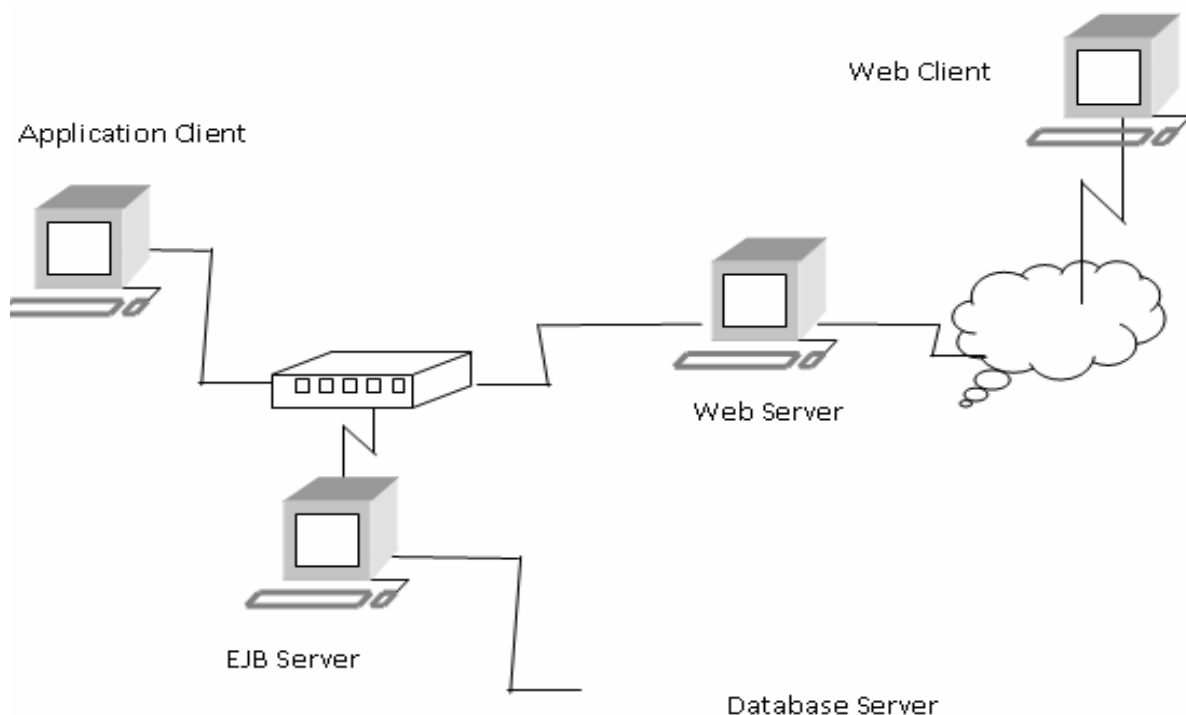 Web Client
Application Client
Web Server
EJB Server
Database Server